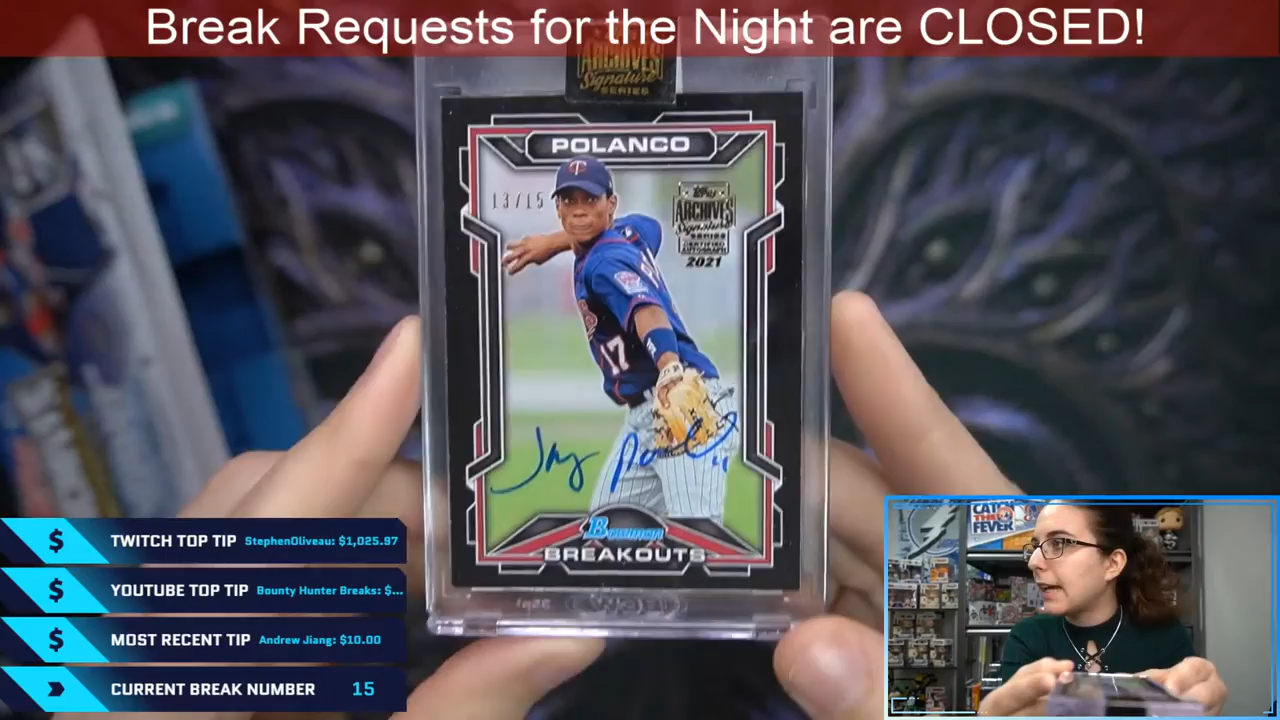 Break Requests for the Night are CLOSED!
ARCHIVES
Signature
SERIES
POLANCO
13/15
TOPPS
ARCHIVES
Signature
SERIES
CERTIFIED
AUTOGRAPH
2021
17
Bowman
BREAKOUTS
CATCH
THE
FEVER
TWITCH TOP TIP StephenOliveau: $1,025.97
YOUTUBE TOP TIP Bounty Hunter Breaks: $...
MOST RECENT TIP Andrew Jiang: $10.00
CURRENT BREAK NUMBER 15